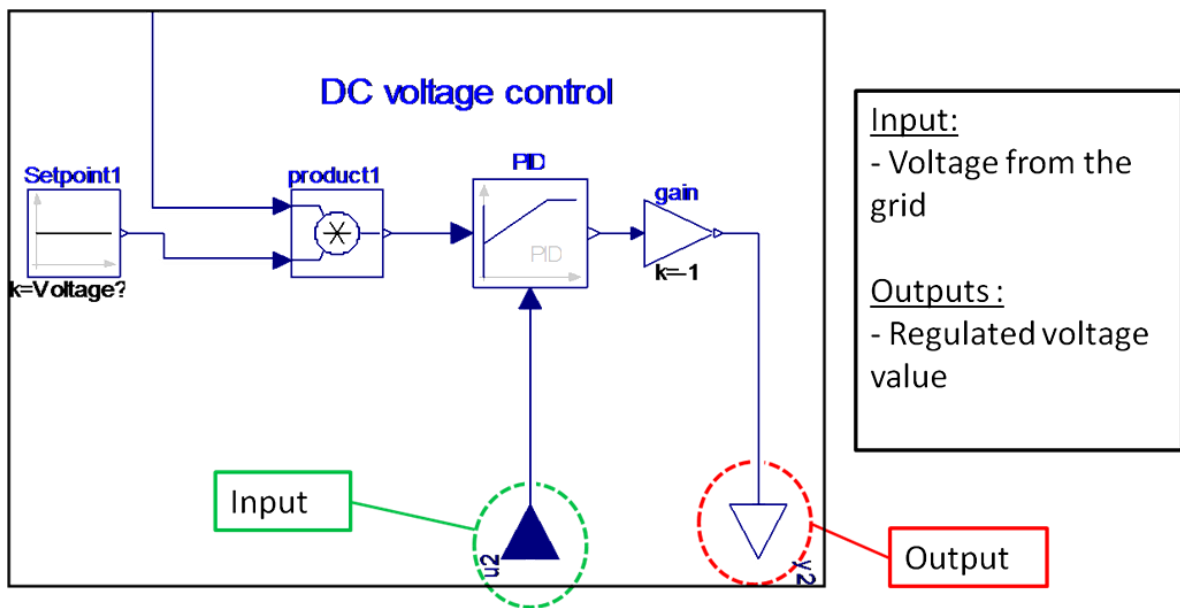 DC voltage control
Setpoint1
k=Voltage?
product1
PID
PID
gain
k=-1
u2
y2
Input
Output
Input:
- Voltage from the
grid
Outputs :
- Regulated voltage
value